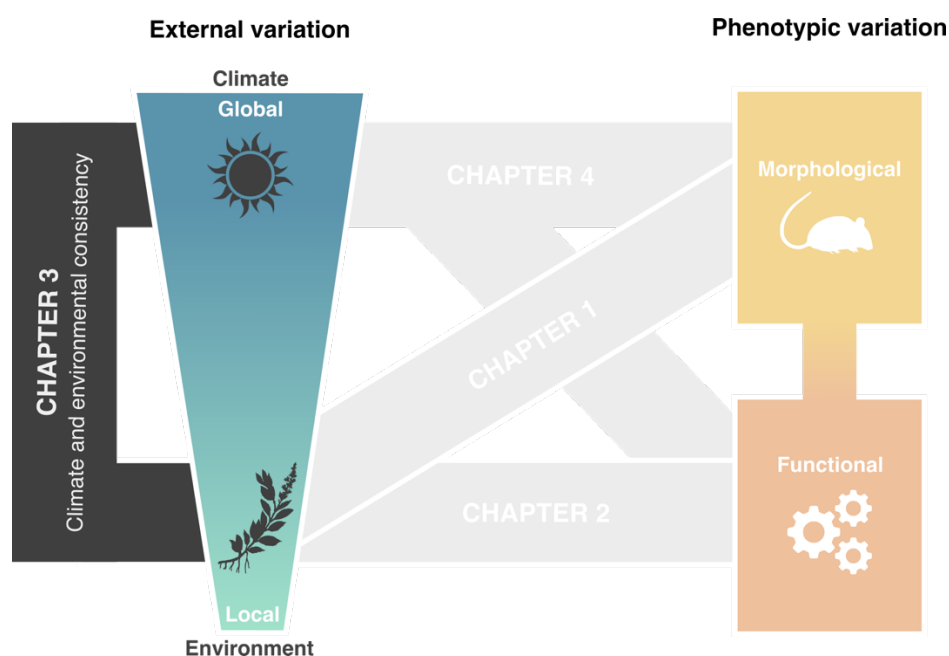 External variation
Phenotypic variation
Climate
Global
CHAPTER 3
Climate and environmental consistency
CHAPTER 4
Morphological
CHAPTER 1
Functional
CHAPTER 2
Local
Environment